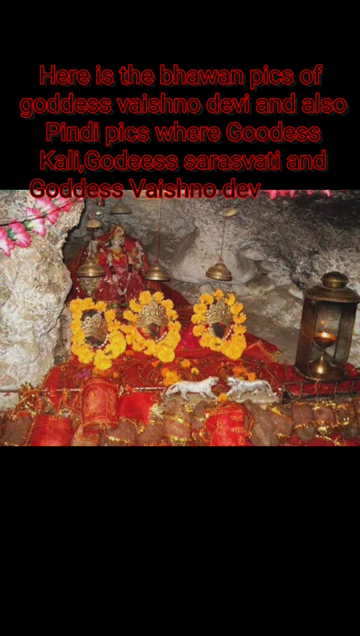 Here is the bhawan pics of
goddess vaishno devi and also
Pindi pics where Goodess
Kali,Godeess sarasvati and
Goddess Vaishno dev